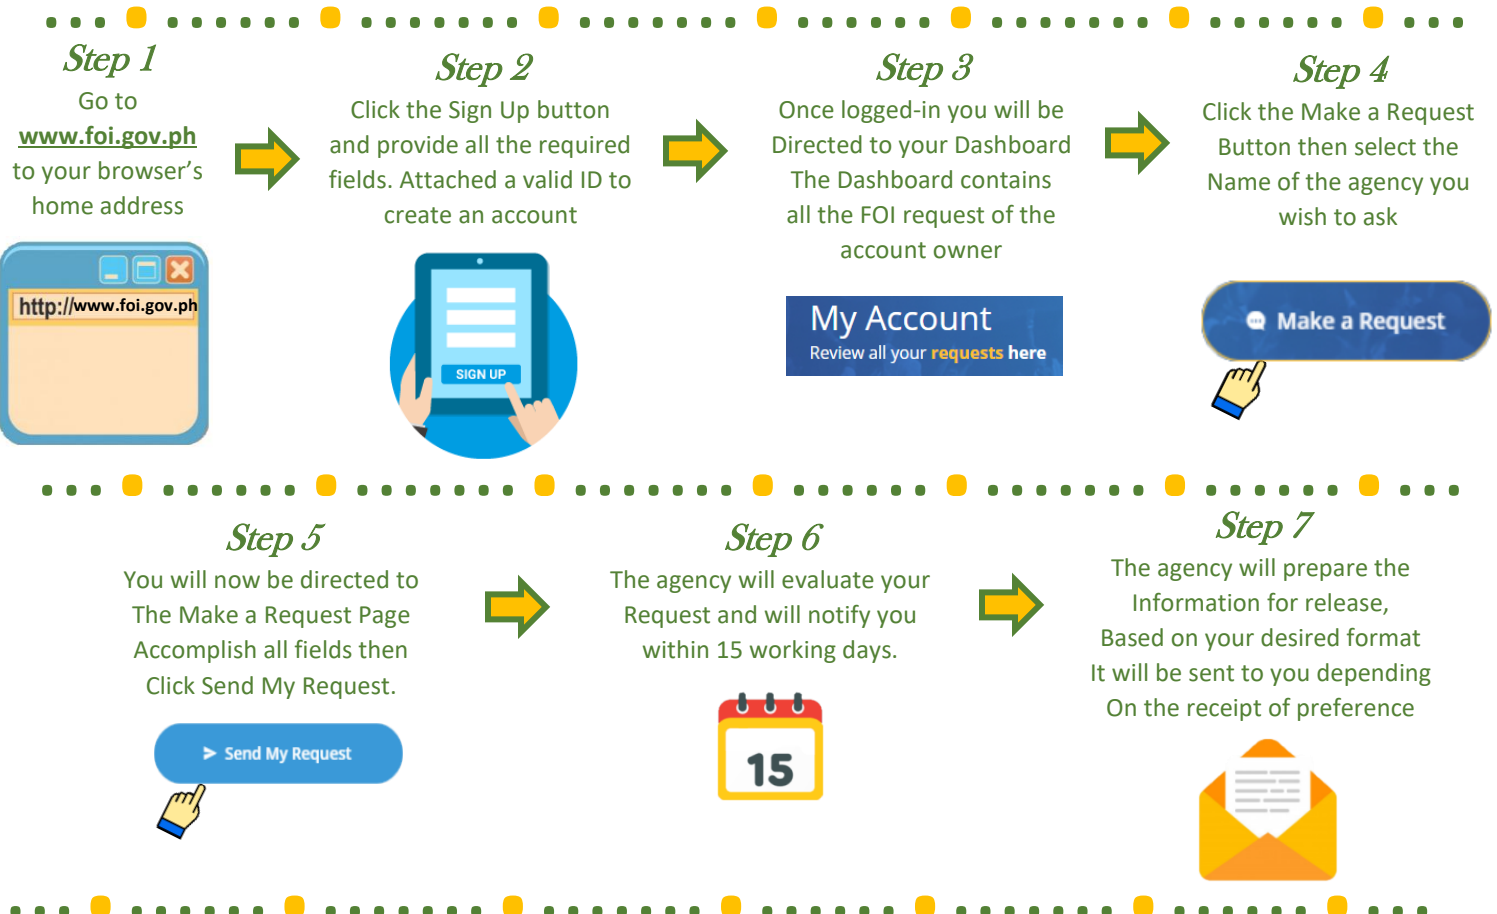 Step 1
Go to
www.foi.gov.ph
to your browser's
home address
http://www.foi.gov.ph
Step 2
Click the Sign Up button
and provide all the required
fields. Attached a valid ID to
create an account
SIGN UP
Step 3
Once logged-in you will be
Directed to your Dashboard
The Dashboard contains
all the FOI request of the
account owner
My Account
Review all your requests here
Step 4
Click the Make a Request
Button then select the
Name of the agency you
wish to ask
Make a Request
Step 5
You will now be directed to
The Make a Request Page
Accomplish all fields then
Click Send My Request.
Send My Request
Step 6
The agency will evaluate your
Request and will notify you
within 15 working days.
15
Step 7
The agency will prepare the
Information for release,
Based on your desired format
It will be sent to you depending
On the receipt of preference